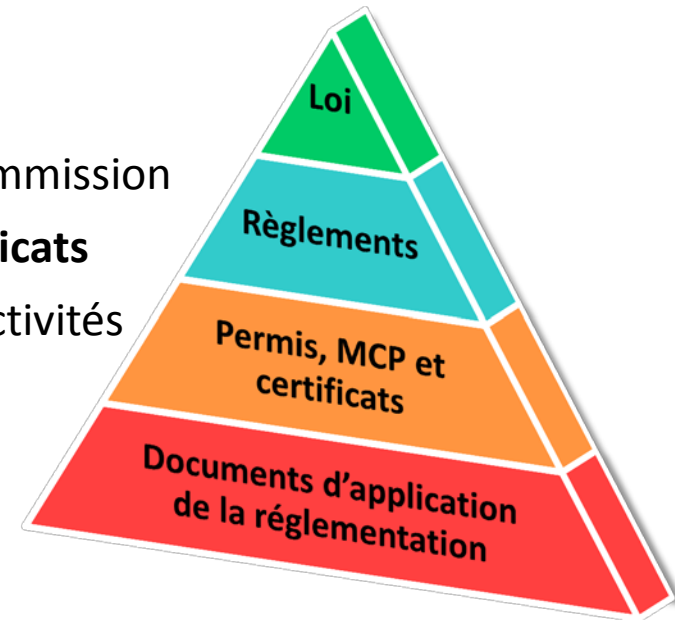 Loi
mmission
Règlements
icats
ctivités
Permis, MCP et
certificats
Documents d'application
de la réglementation